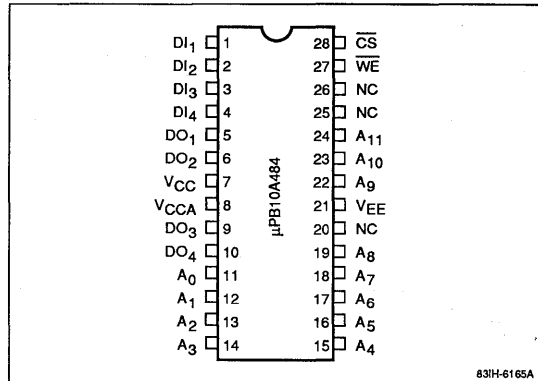 DI1 1 28 CS
DI2 2 27 WE
DI3 3 26 NC
DI4 4 25 NC
DO1 5 24 A11
DO2 6 23 A10
VCC 7 22 A9
VCCA 8 21 VEE
DO3 9 20 NC
DO4 10 19 A8
A0 11 18 A7
A1 12 17 A6
A2 13 16 A5
A3 14 15 A4
μPB10A484
83IH-6165A